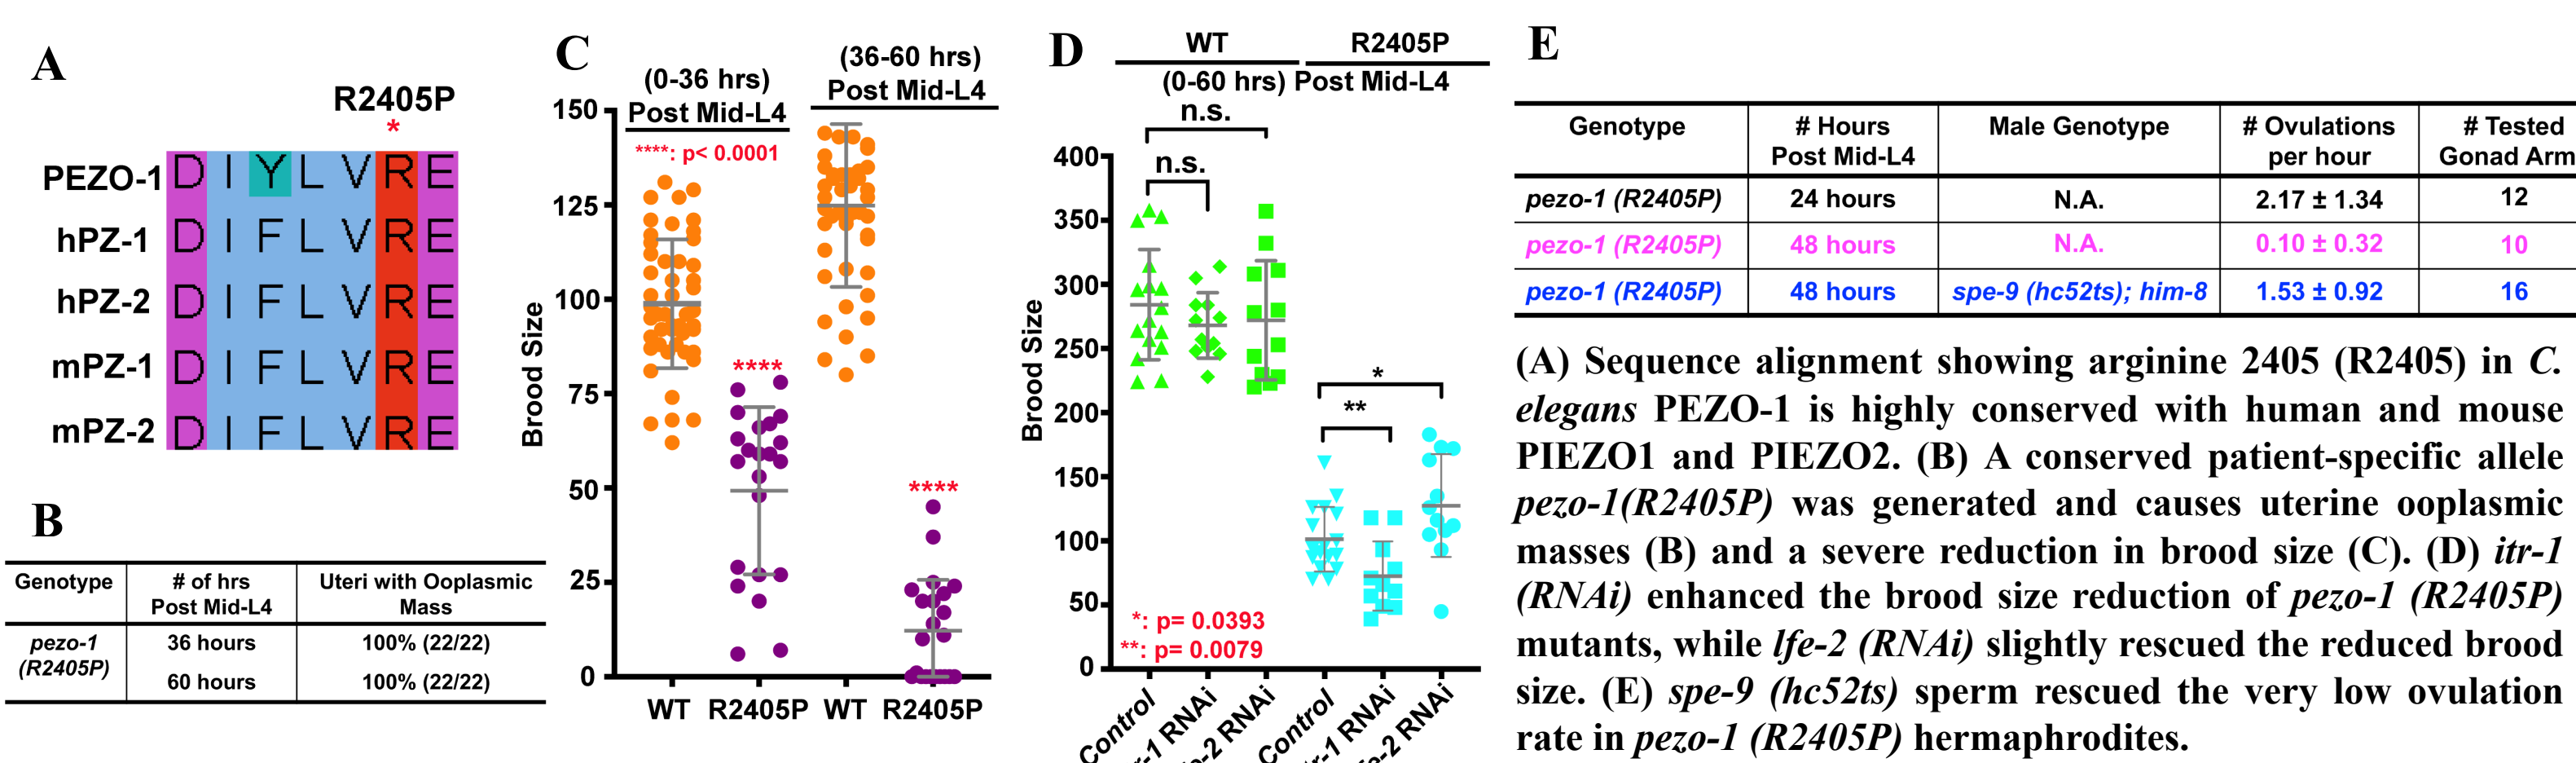 A
R2405P
*
PEZO-1 D I Y L V R E
hPZ-1 D I F L V R E
hPZ-2 D I F L V R E
mPZ-1 D I F L V R E
mPZ-2 D I F L V R E
B
Genotype # of hrs Post Mid-L4 Uteri with Ooplasmic Mass
pezo-1 (R2405P) 36 hours 100% (22/22)
60 hours 100% (22/22)
C
(0-36 hrs)
Post Mid-L4
(36-60 hrs)
Post Mid-L4
****: p< 0.0001
****
****
Brood Size
150
125
100
75
50
25
0
WT R2405P WT R2405P
D
WT R2405P
(0-60 hrs) Post Mid-L4
n.s.
n.s.
*
**
Brood Size
400
350
300
250
200
150
100
50
0
*: p= 0.0393
**: p= 0.0079
Control RNAi RNAi Control RNAi RNAi
E
Genotype # Hours Post Mid-L4 Male Genotype # Ovulations per hour # Tested Gonad Arm
pezo-1 (R2405P) 24 hours N.A. 2.17 ± 1.34 12
pezo-1 (R2405P) 48 hours N.A. 0.10 ± 0.32 10
pezo-1 (R2405P) 48 hours spe-9 (hc52ts); him-8 1.53 ± 0.92 16
(A) Sequence alignment showing arginine 2405 (R2405) in C.
elegans PEZO-1 is highly conserved with human and mouse
PIEZO1 and PIEZO2. (B) A conserved patient-specific allele
pezo-1(R2405P) was generated and causes uterine ooplasmic
masses (B) and a severe reduction in brood size (C). (D) itr-1
(RNAi) enhanced the brood size reduction of pezo-1 (R2405P)
mutants, while lfe-2 (RNAi) slightly rescued the reduced brood
size. (E) spe-9 (hc52ts) sperm rescued the very low ovulation
rate in pezo-1 (R2405P) hermaphrodites.